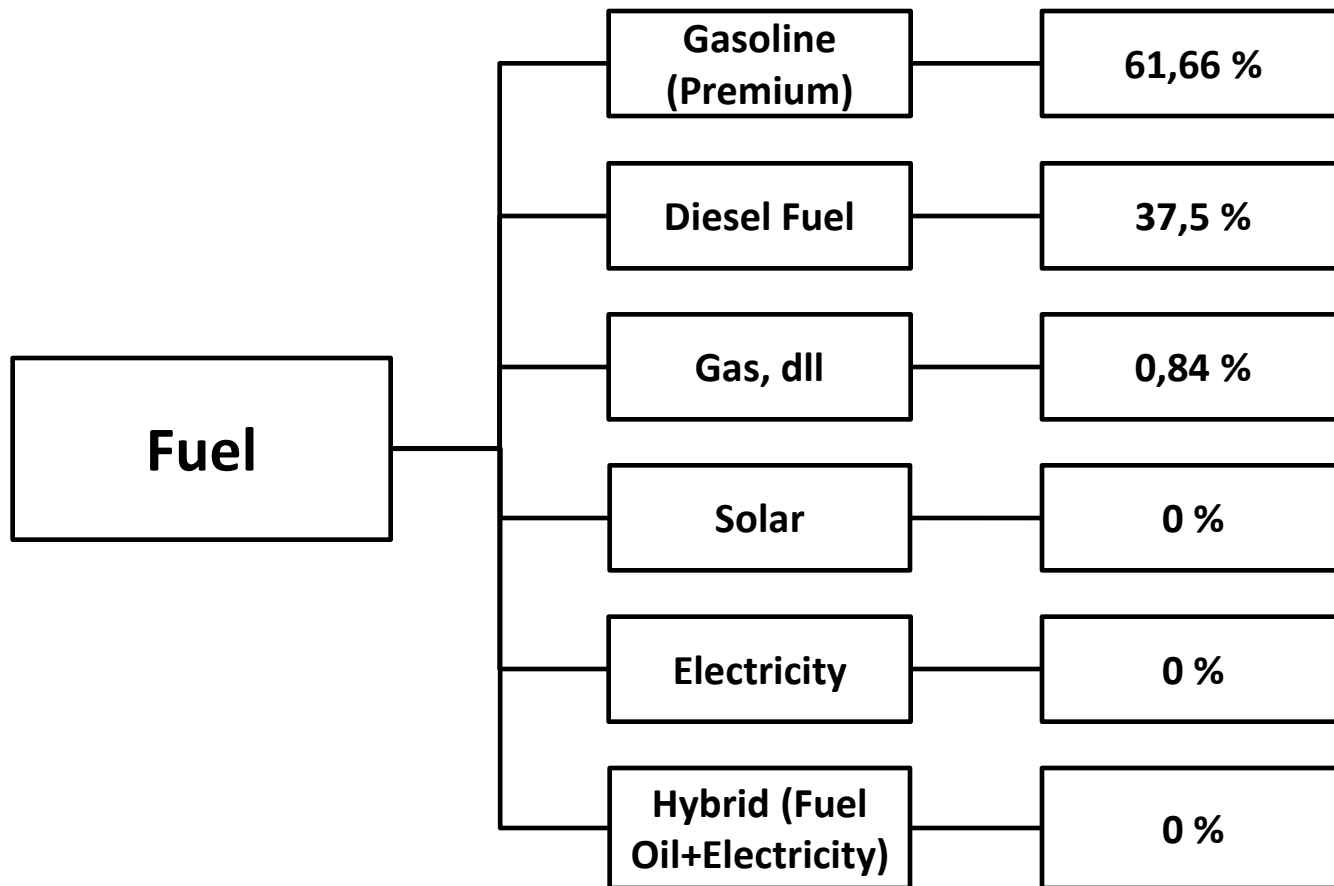 Gasoline
(Premium)
61,66 %
Diesel Fuel
37,5 %
Gas, dll
0,84 %
Fuel
Solar
0 %
Electricity
0 %
Hybrid (Fuel
Oil+Electricity)
0 %